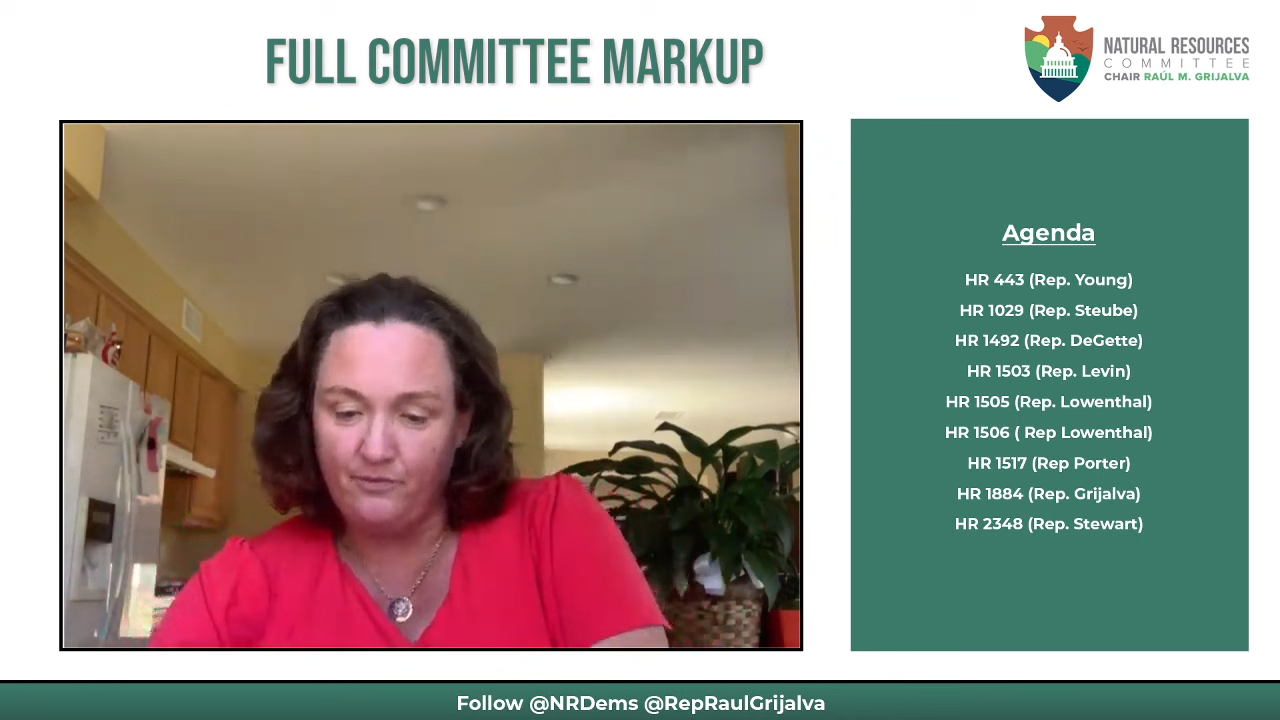 FULL COMMITTEE MARKUP
NATURAL RESOURCES
COMMITTEE
CHAIR RAÚL M. GRIJALVA
Agenda
HR 443 (Rep. Young)
HR 1029 (Rep. Steube)
HR 1492 (Rep. DeGette)
HR 1503 (Rep. Levin)
HR 1505 (Rep. Lowenthal)
HR 1506 ( Rep Lowenthal)
HR 1517 (Rep Porter)
HR 1884 (Rep. Grijalva)
HR 2348 (Rep. Stewart)
Follow @NRDems @RepRaulGrijalva